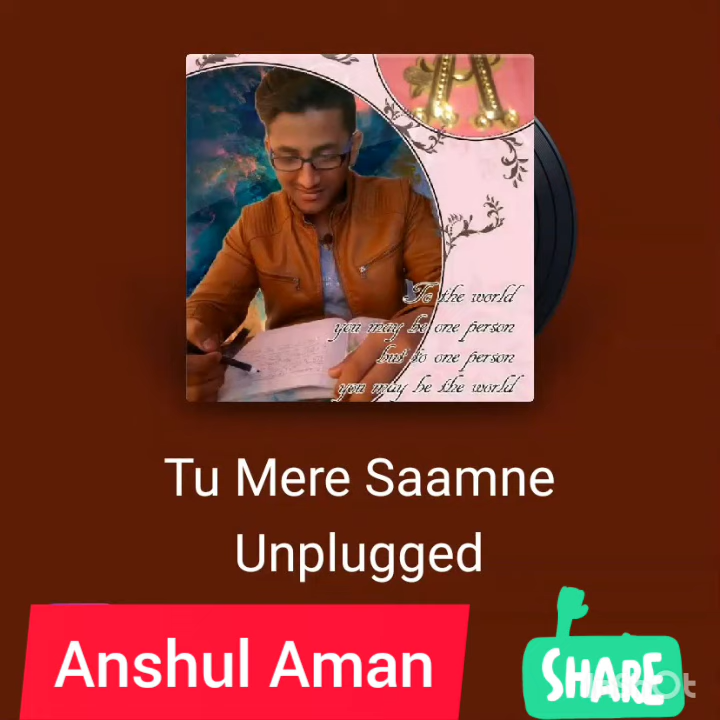 To the world
you may be one person
but to one person
you may be the world
Tu Mere Saamne
Unplugged
Anshul Aman
SHARE